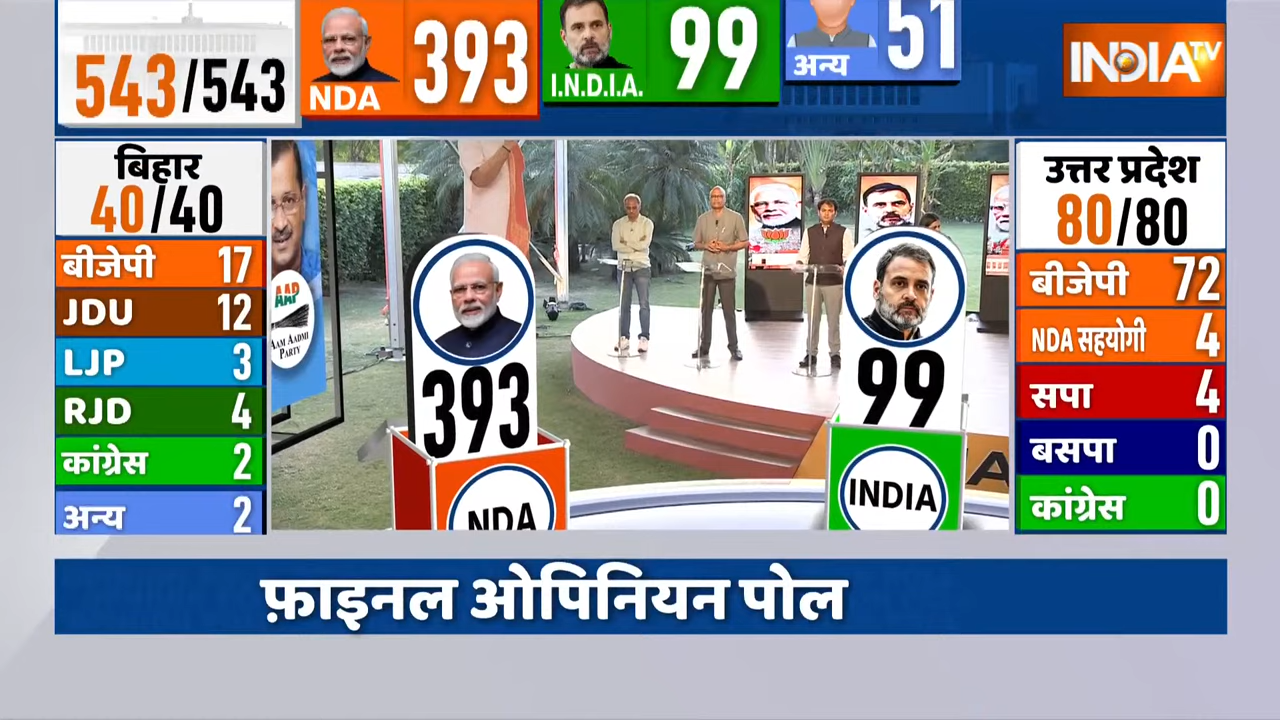 543/543
NDA 393
I.N.D.I.A. 99
अन्य 51
INDIA TV
बिहार
40/40
बीजेपी 17
JDU 12
LJP 3
RJD 4
कांग्रेस 2
अन्य 2
AAP
AAM AADMI
PARTY
393
NDA
99
INDIA
उत्तर प्रदेश
80/80
बीजेपी 72
NDA सहयोगी 4
सपा 4
बसपा 0
कांग्रेस 0
फ़ाइनल ओपिनियन पोल